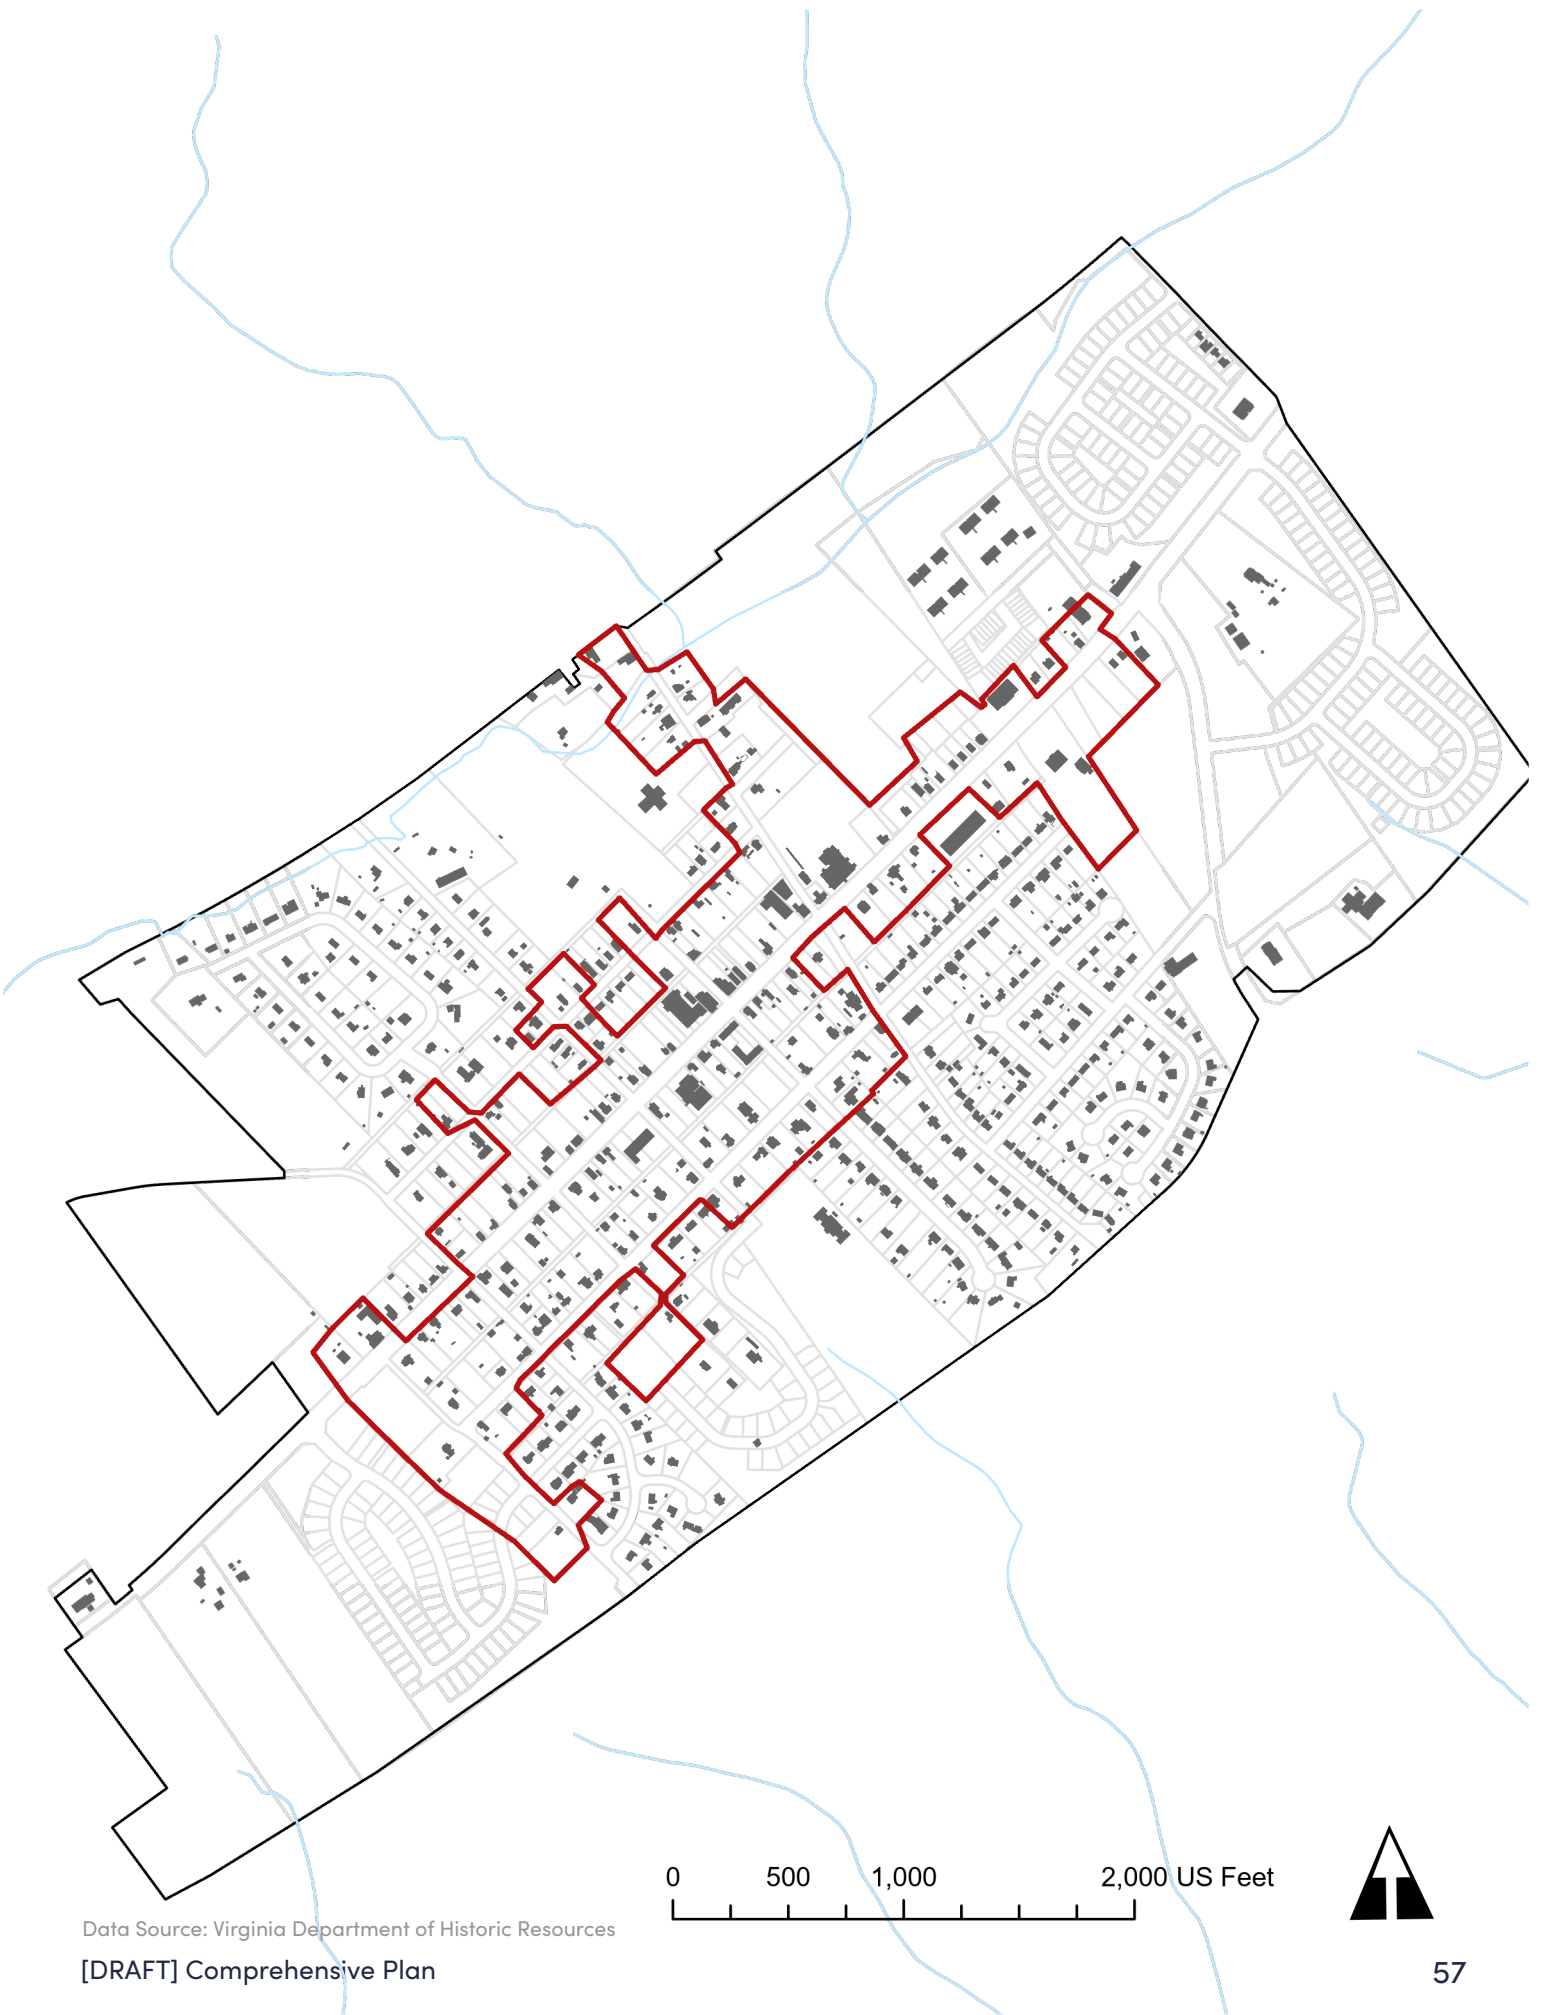 0 500 1,000 2,000 US Feet
Data Source: Virginia Department of Historic Resources
[DRAFT] Comprehensive Plan
57